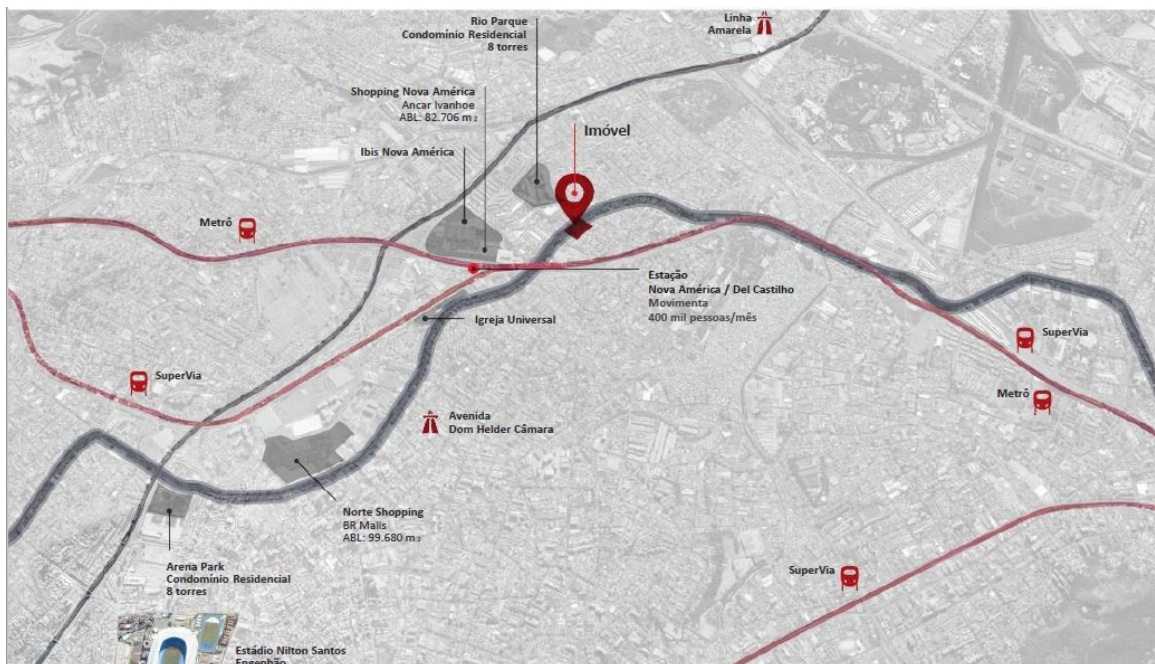 Rio Parque
Condomínio Residencial
8 torres
Linha
Amarela
Shopping Nova América
Ancar Ivanhoe
ABL: 82.706 m²
Imóvel
Ibis Nova América
Metrô
Estação
Nova América / Del Castilho
Movimenta
400 mil pessoas/mês
Igreja Universal
SuperVia
SuperVia
Metrô
Avenida
Dom Helder Câmara
Norte Shopping
BR Malls
ABL: 99.680 m²
Arena Park
Condomínio Residencial
8 torres
SuperVia
Estádio Nilton Santos
Engenhão